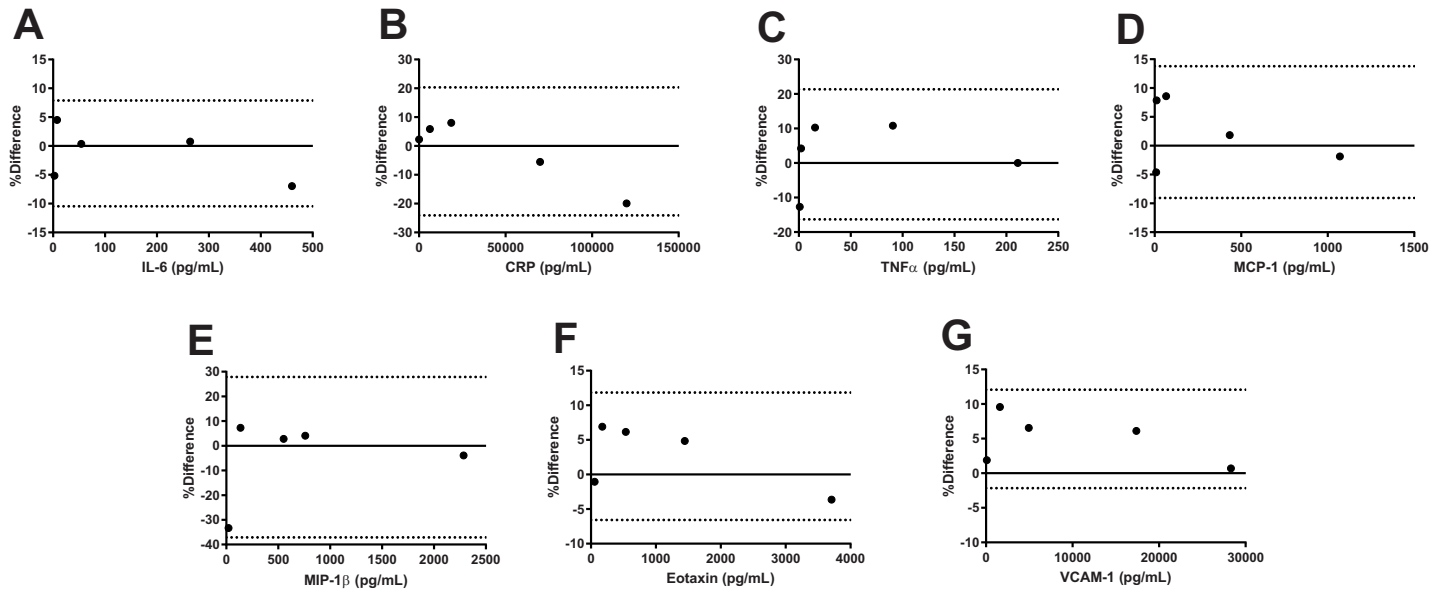 A
15
10
5
0
-5
-10
-15
%Difference
0 100 200 300 400 500
IL-6 (pg/mL)
B
30
20
10
0
-10
-20
-30
%Difference
0 50000 100000 150000
CRP (pg/mL)
C
30
20
10
0
-10
-20
%Difference
0 50 100 150 200 250
TNFα (pg/mL)
D
15
10
5
0
-5
-10
-15
%Difference
0 500 1000 1500
MCP-1 (pg/mL)
E
30
20
10
0
-10
-20
-30
-40
%Difference
0 500 1000 1500 2000 2500
MIP-1β (pg/mL)
F
15
10
5
0
-5
-10
%Difference
0 1000 2000 3000 4000
Eotaxin (pg/mL)
G
15
10
5
0
-5
-10
%Difference
0 10000 20000 30000
VCAM-1 (pg/mL)